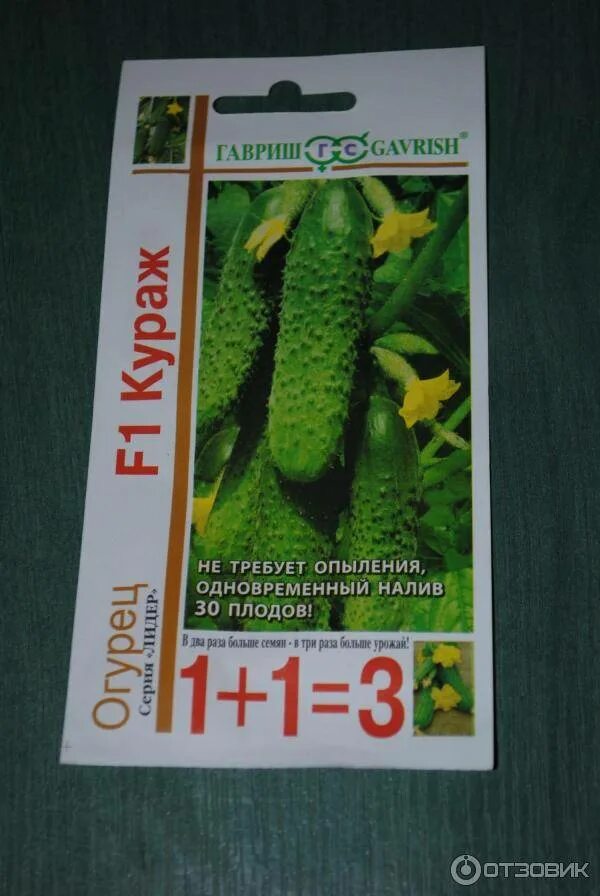 ГАВРИШ ГС GAVRISH®
F1 Кураж
Огурец
Серия «ЛИДЕР»
НЕ ТРЕБУЕТ ОПЫЛЕНИЯ,
ОДНОВРЕМЕННЫЙ НАЛИВ
30 ПЛОДОВ!
В два раза больше семян - в три раза больше урожай!
1+1=3
ОТЗОВИК